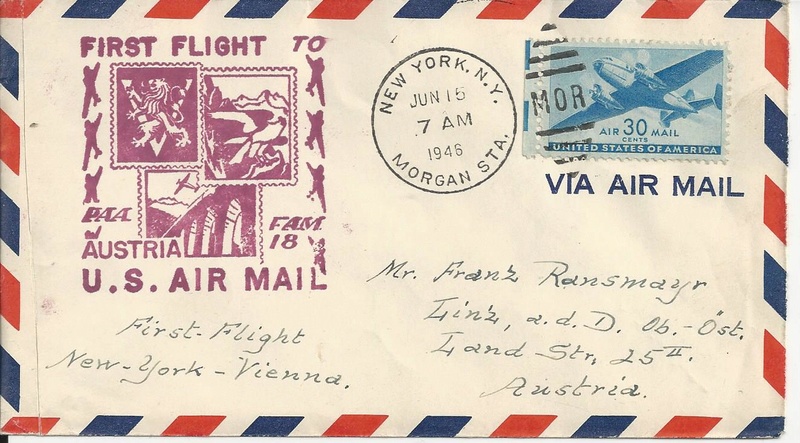 FIRST FLIGHT TO
PAA
FAM
18
AUSTRIA
U.S. AIR MAIL
NEW YORK, N.Y.
JUN 15
7 AM
1946
MORGAN STA.
MOR
AIR 30 MAIL
CENTS
UNITED STATES OF AMERICA
VIA AIR MAIL
Mr. Franz Ransmayr
Linz, a.d.D. Ob.-Öst.
Land-Str, 25 II.
Austria.
First-Flight
New-York-Vienna.